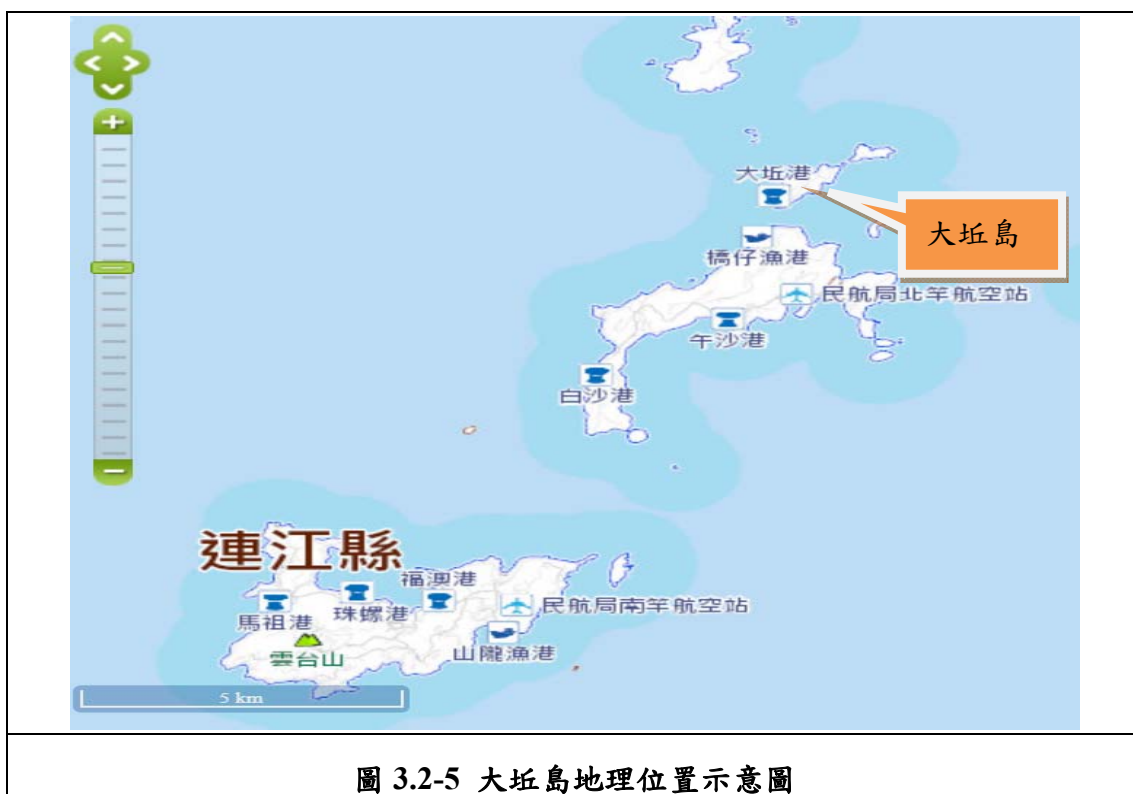 大坵港
大坵島
橋仔漁港
民航局北竿航空站
午沙港
白沙港
連江縣
福澳港
馬祖港
珠螺港
民航局南竿航空站
雲台山
山隴漁港
5 km
圖 3.2-5 大坵島地理位置示意圖